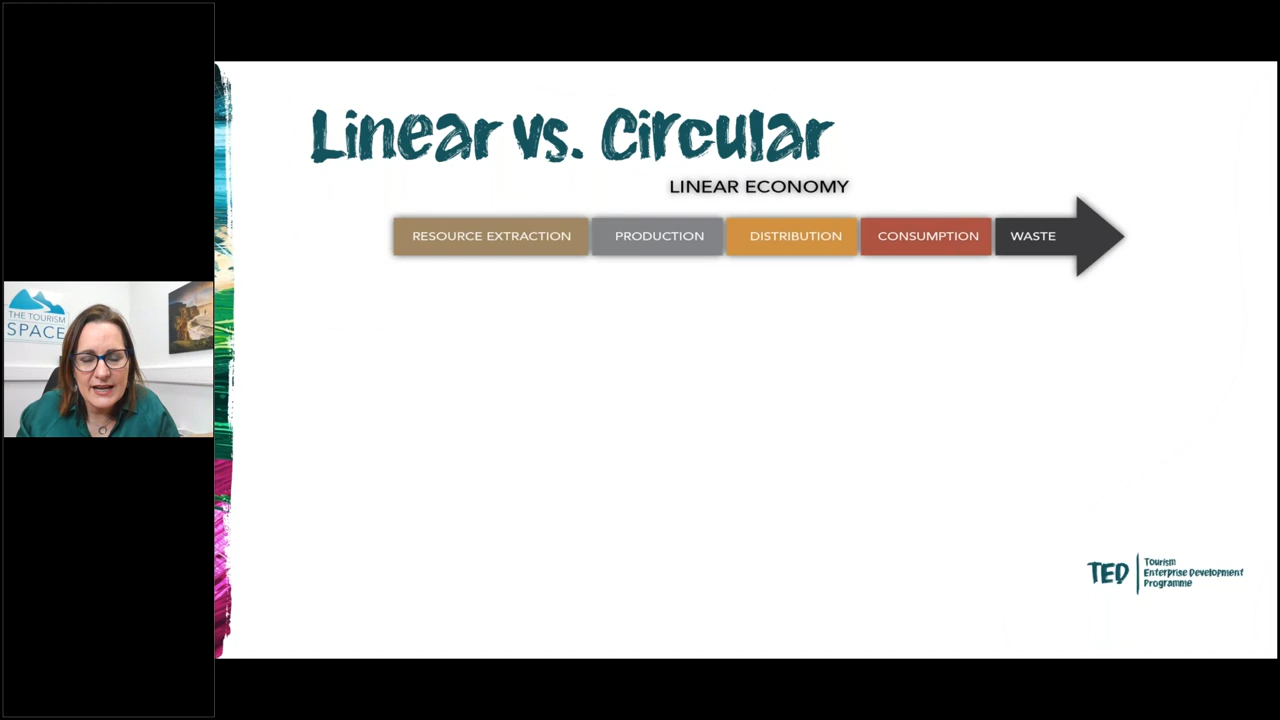 Linear vs. Circular
LINEAR ECONOMY
RESOURCE EXTRACTION PRODUCTION DISTRIBUTION CONSUMPTION WASTE
THE TOURISM
SPACE
TED
Tourism
Enterprise Development
Programme